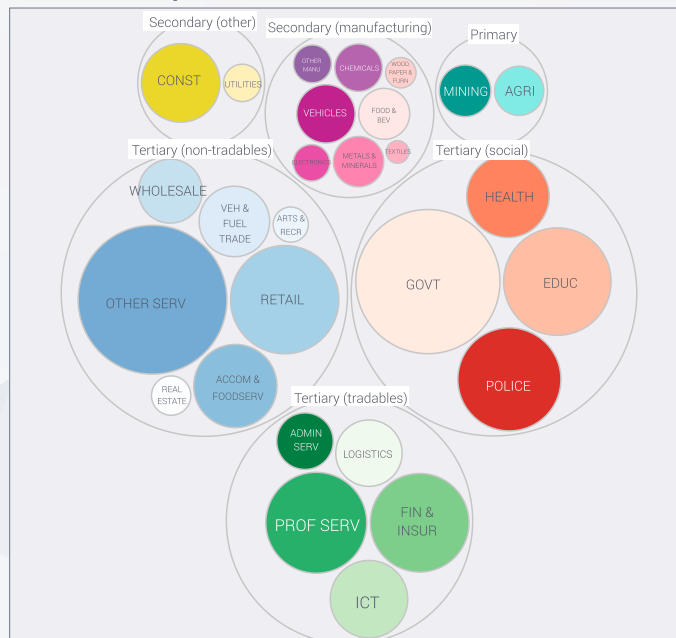 Secondary (other)
CONST
UTILITIES
Secondary (manufacturing)
OTHER
MANU
CHEMICALS
WOOD,
PAPER &
FURN
VEHICLES
FOOD &
BEV
ELECTRONICS
METALS &
MINERALS
TEXTILES
Primary
MINING
AGRI
Tertiary (non-tradables)
WHOLESALE
VEH &
FUEL
TRADE
ARTS &
RECR
OTHER SERV
RETAIL
REAL
ESTATE
ACCOM &
FOODSERV
Tertiary (social)
HEALTH
GOVT
EDUC
POLICE
Tertiary (tradables)
ADMIN
SERV
LOGISTICS
PROF SERV
FIN &
INSUR
ICT